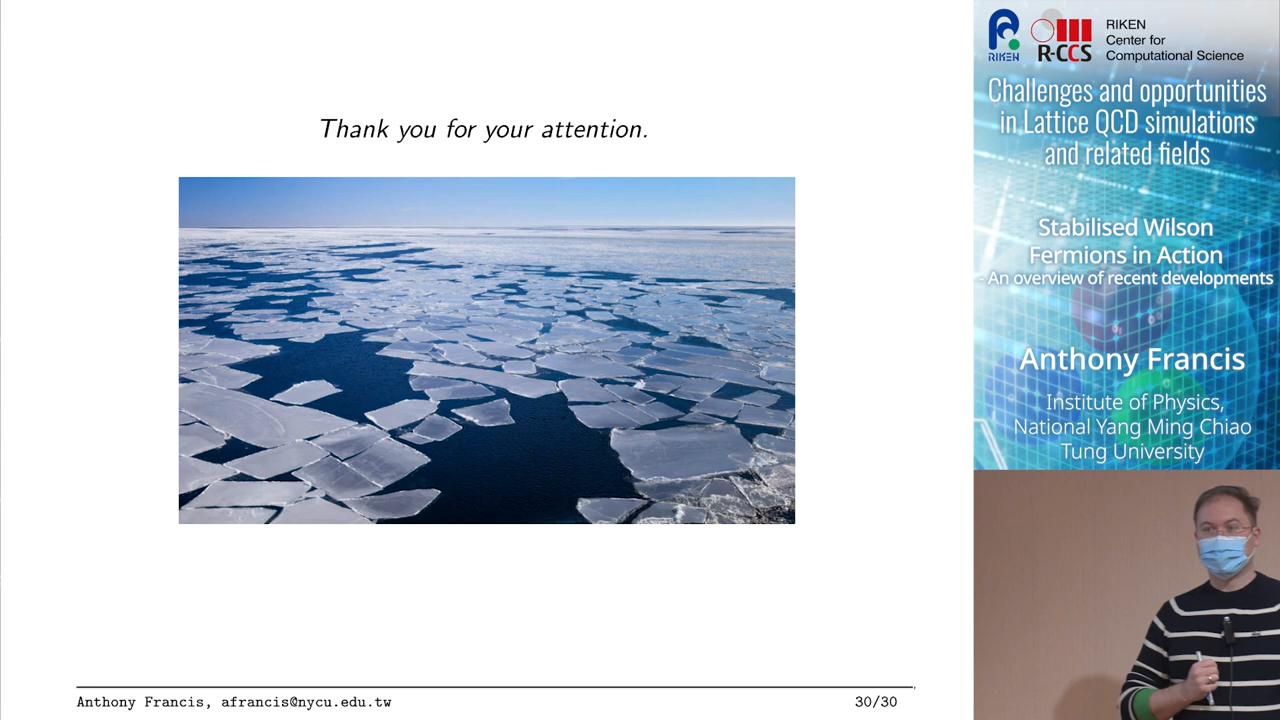 Thank you for your attention.
Anthony Francis, afrancis@nycu.edu.tw
30/30
RIKEN
R-CCS
RIKEN
Center for
Computational Science
Challenges and opportunities
in Lattice QCD simulations
and related fields
Stabilised Wilson
Fermions in Action
- An overview of recent developments
Anthony Francis
Institute of Physics,
National Yang Ming Chiao
Tung University